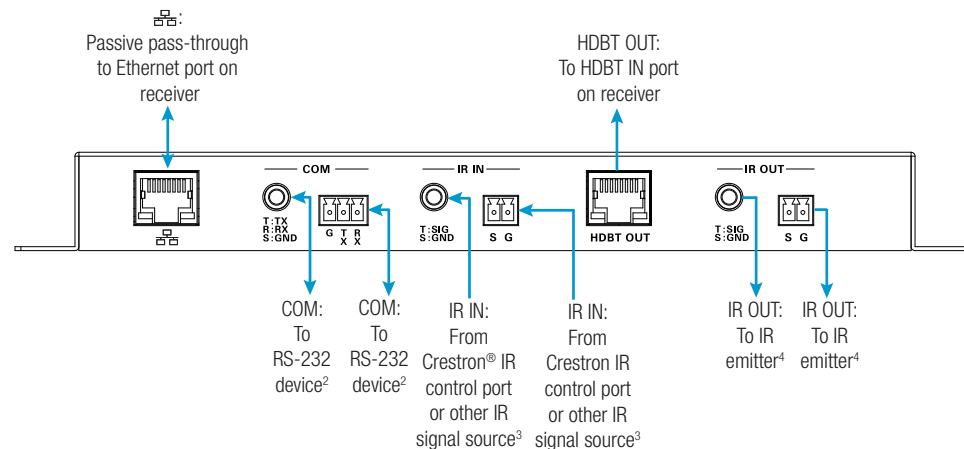 :
Passive pass-through
to Ethernet port on
receiver
HDBT OUT:
To HDBT IN port
on receiver
COM
IR IN
IR OUT
T:TX
R:RX
S:GND
G TX RX
T:SIG
S:GND
S G
HDBT OUT
T:SIG
S:GND
S G
COM:
To
RS-232
device²
COM:
To
RS-232
device²
IR IN:
From
Crestron® IR
control port
or other IR
signal source³
IR IN:
From
Crestron IR
control port
or other IR
signal source³
IR OUT:
To IR
emitter⁴
IR OUT:
To IR
emitter⁴